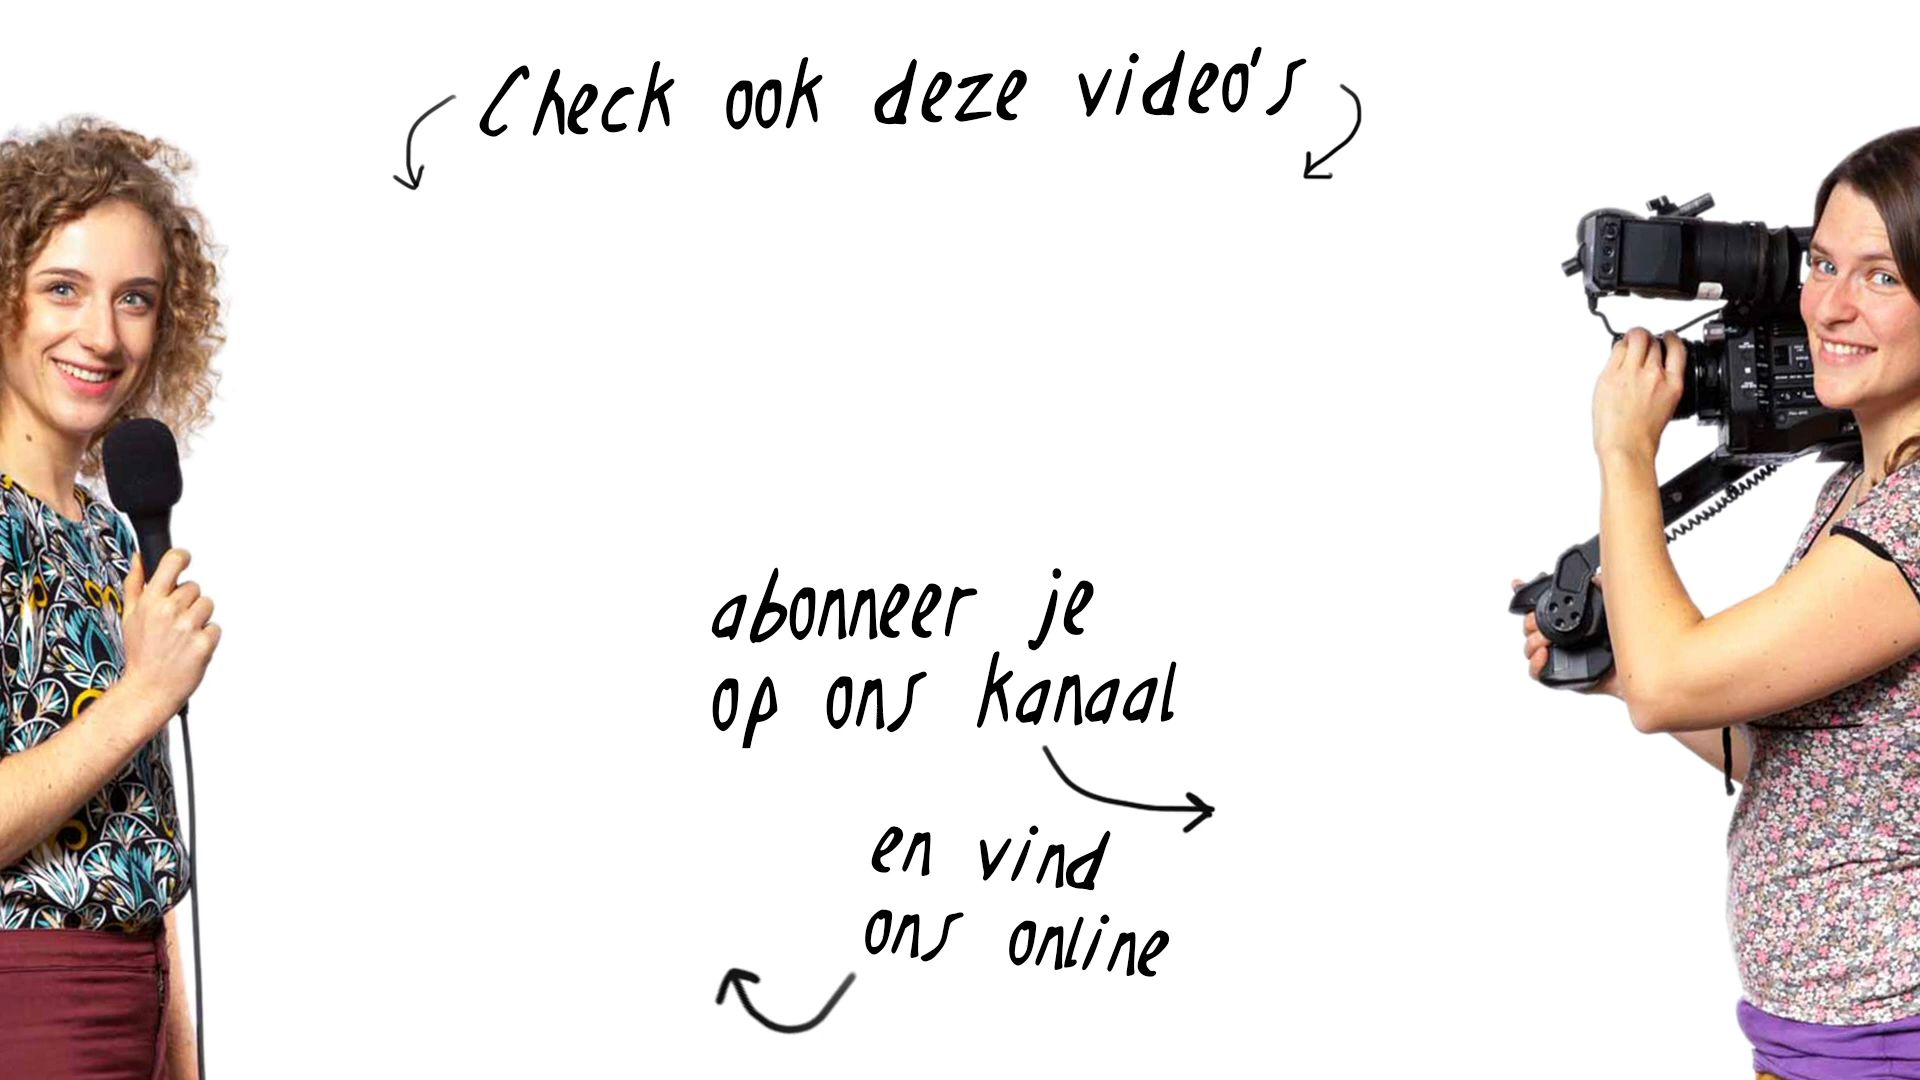 Check ook deze video's
abonneer je
op ons kanaal
en vind
ons online